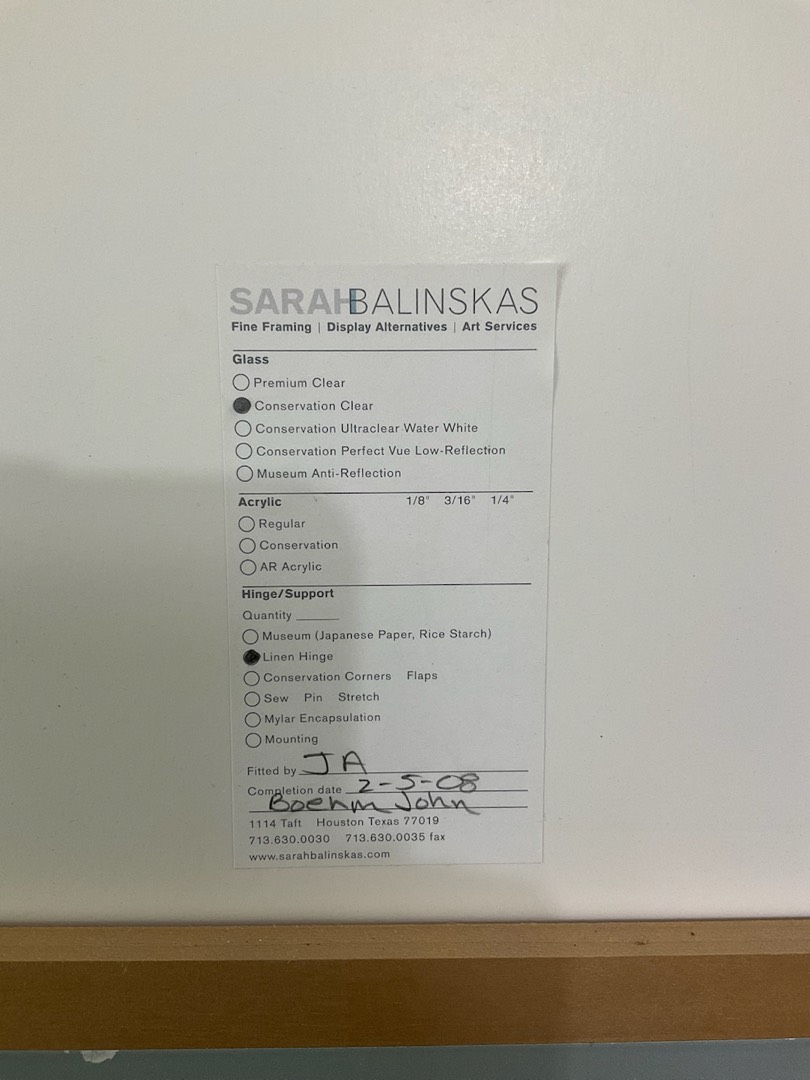 SARAHBALINSKAS
Fine Framing | Display Alternatives | Art Services
Glass
Premium Clear
Conservation Clear
Conservation Ultraclear Water White
Conservation Perfect Vue Low-Reflection
Museum Anti-Reflection
Acrylic 1/8" 3/16" 1/4"
Regular
Conservation
AR Acrylic
Hinge/Support
Quantity
Museum (Japanese Paper, Rice Starch)
Linen Hinge
Conservation Corners Flaps
Sew Pin Stretch
Mylar Encapsulation
Mounting
Fitted by JA
Completion date 2-5-08
Boehm John
1114 Taft Houston Texas 77019
713.630.0030 713.630.0035 fax
www.sarahbalinskas.com